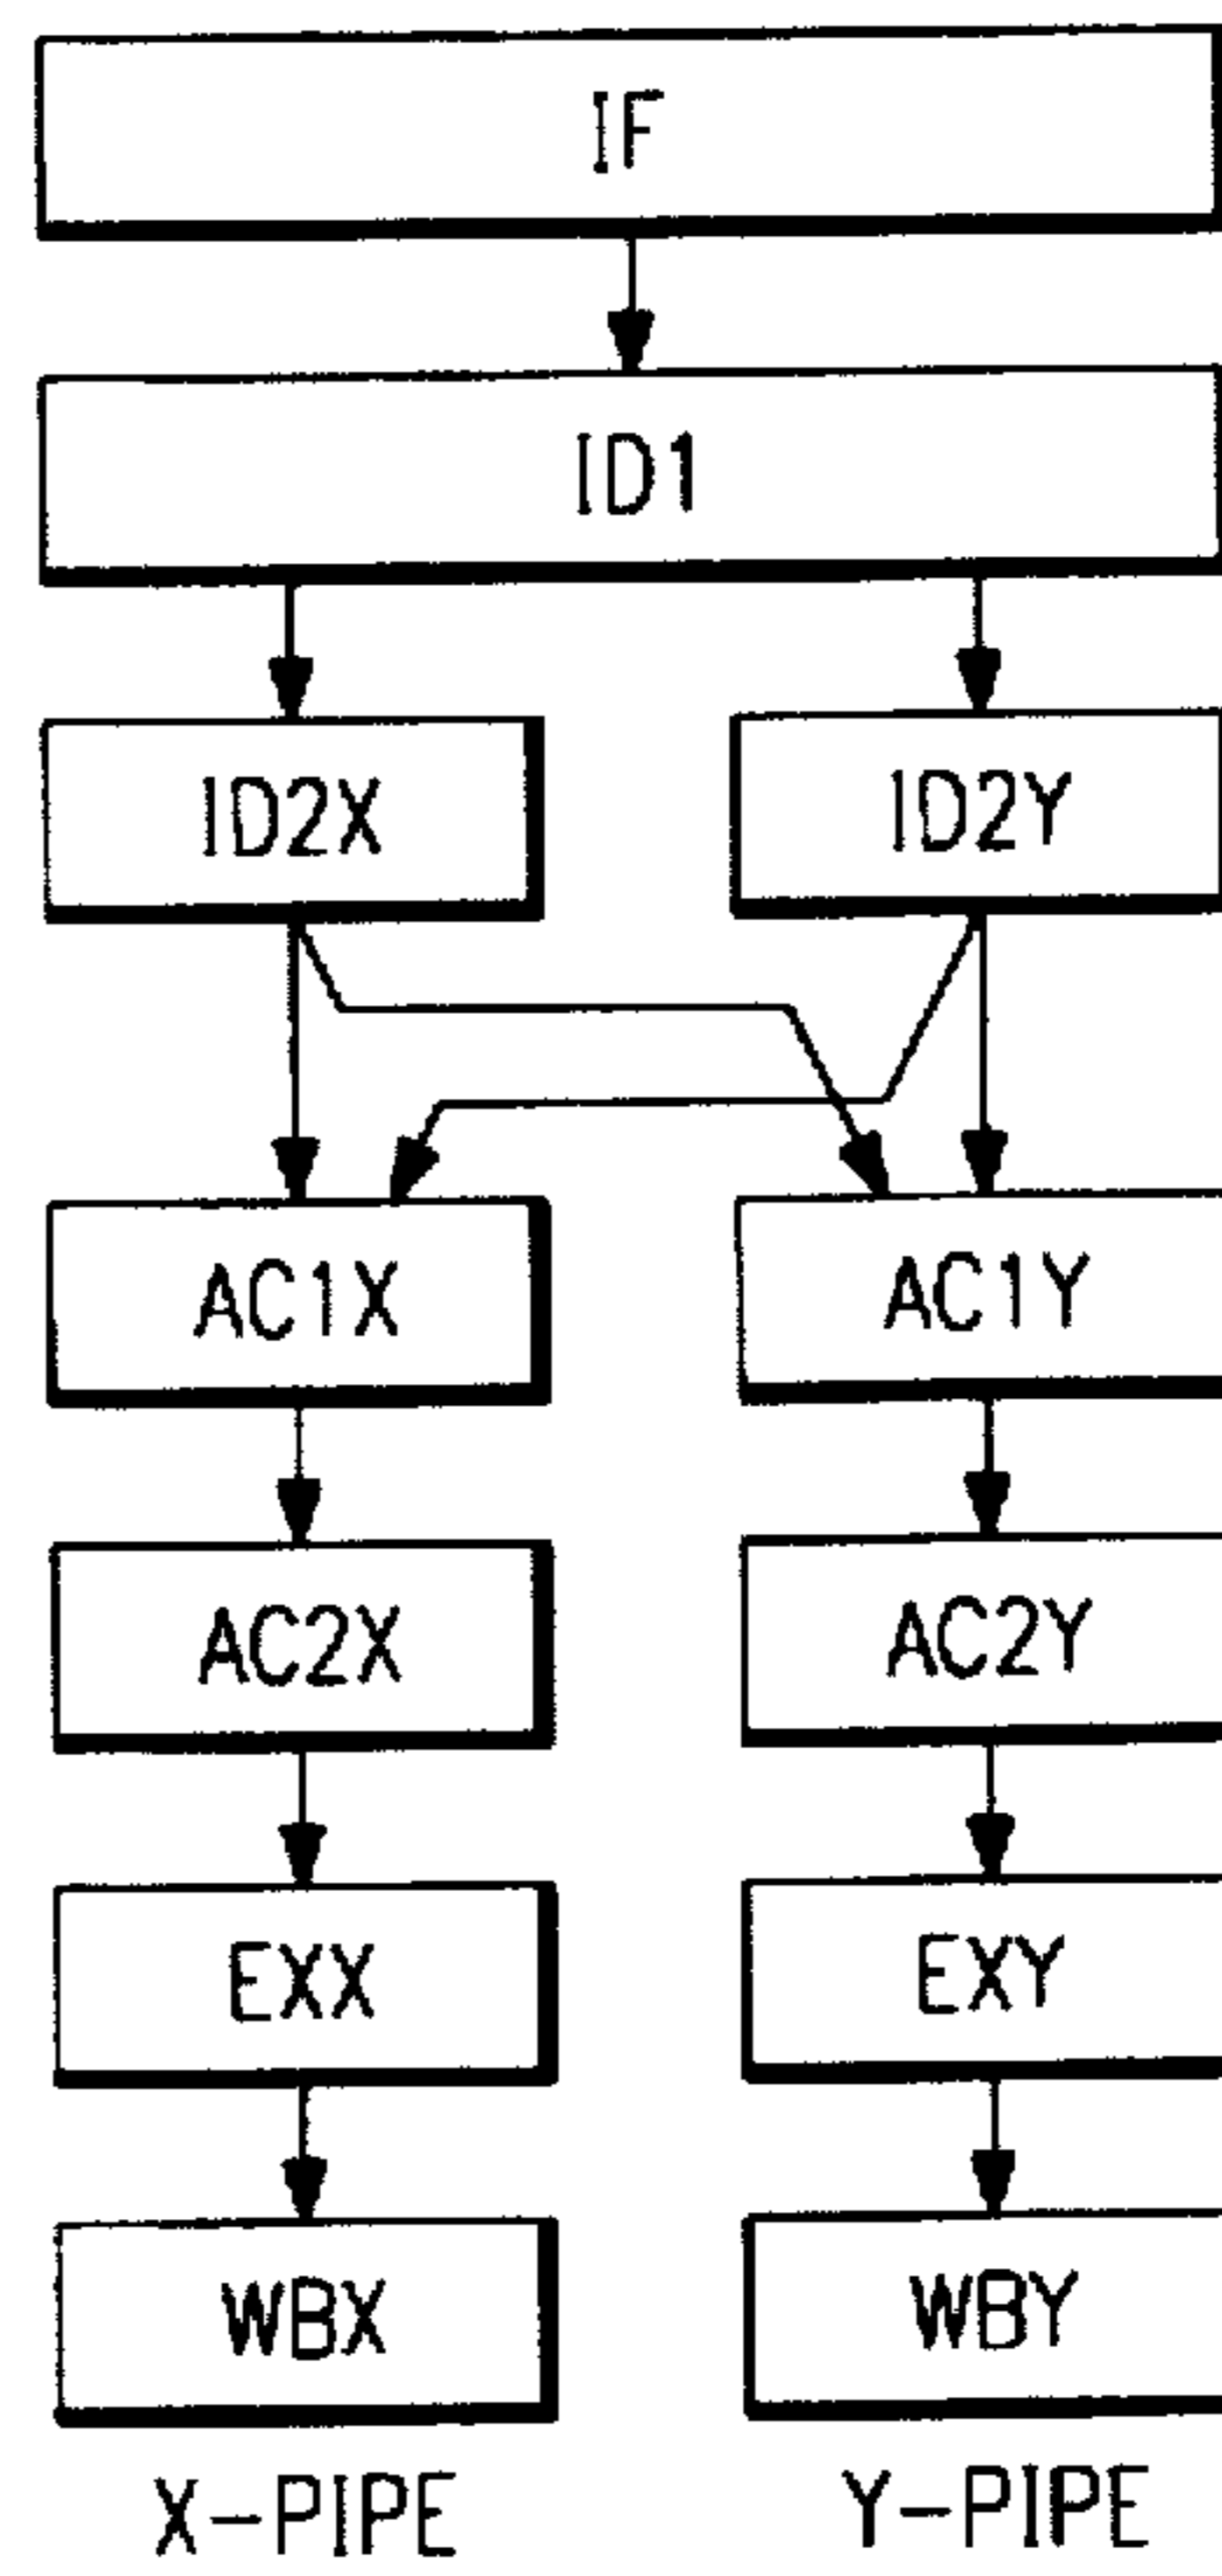 IF
ID1
ID2X
ID2Y
AC1X
AC1Y
AC2X
AC2Y
EXX
EXY
WBX
WBY
X-PIPE
Y-PIPE